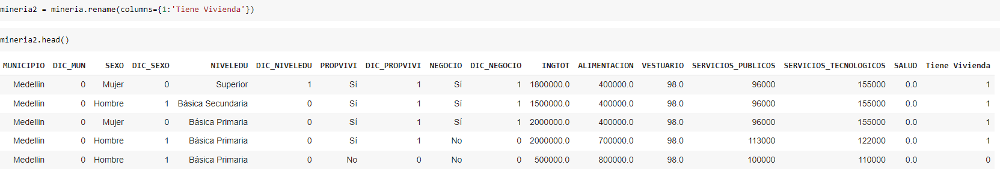 mineria2 = mineria.rename(columns={1:'Tiene Vivienda'})
mineria2.head()
MUNICIPIO DIC_MUN SEXO DIC_SEXO NIVELEDU DIC_NIVELEDU PROPVIVI DIC_PROPVIVI NEGOCIO DIC_NEGOCIO INGTOT ALIMENTACION VESTUARIO SERVICIOS_PUBLICOS SERVICIOS_TECNOLOGICOS SALUD Tiene Vivienda
Medellin 0 Mujer 0 Superior 1 Sí 1 Sí 1 1800000.0 400000.0 98.0 96000 155000 0.0 1
Medellin 0 Hombre 1 Básica Secundaria 0 Sí 1 Sí 1 1500000.0 400000.0 98.0 96000 155000 0.0 1
Medellin 0 Mujer 0 Básica Primaria 0 Sí 1 Sí 1 2000000.0 400000.0 98.0 96000 155000 0.0 1
Medellin 0 Hombre 1 Básica Primaria 0 Sí 1 No 0 2000000.0 700000.0 98.0 113000 122000 0.0 1
Medellin 0 Hombre 1 Básica Primaria 0 No 0 No 0 500000.0 800000.0 98.0 100000 110000 0.0 0